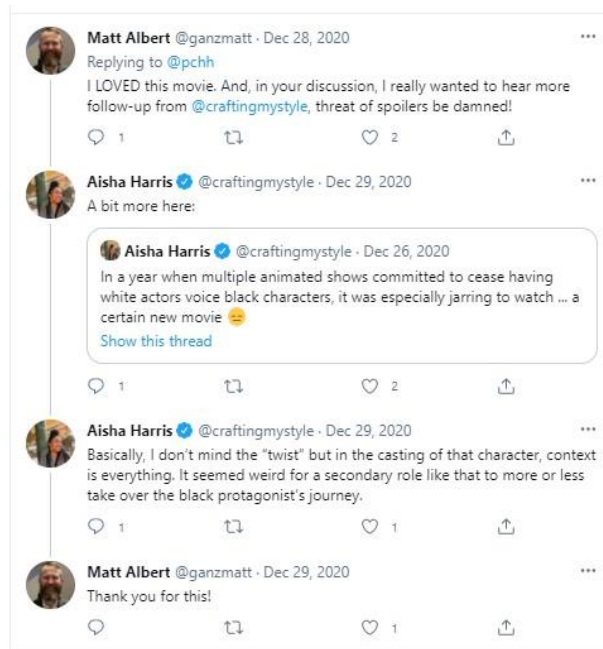 Matt Albert @ganzmatt · Dec 28, 2020
Replying to @pchh
I LOVED this movie. And, in your discussion, I really wanted to hear more
follow-up from @craftingmystyle, threat of spoilers be damned!
1 2
Aisha Harris @craftingmystyle · Dec 29, 2020
A bit more here:
Aisha Harris @craftingmystyle · Dec 26, 2020
In a year when multiple animated shows committed to cease having
white actors voice black characters, it was especially jarring to watch ... a
certain new movie 😑
Show this thread
1 2
Aisha Harris @craftingmystyle · Dec 29, 2020
Basically, I don't mind the "twist" but in the casting of that character, context
is everything. It seemed weird for a secondary role like that to more or less
take over the black protagonist's journey.
1 1
Matt Albert @ganzmatt · Dec 29, 2020
Thank you for this!
1